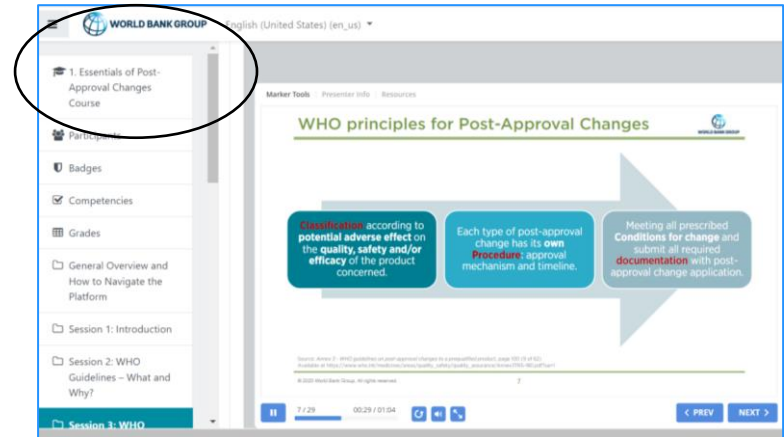 WORLD BANK GROUP
English (United States) (en_us)
1. Essentials of Post-
Approval Changes
Course
Participants
Badges
Competencies
Grades
General Overview and
How to Navigate the
Platform
Session 1: Introduction
Session 2: WHO
Guidelines – What and
Why?
Session 3: WHO
Marker Tools Presenter Info Resources
WHO principles for Post-Approval Changes
WORLD BANK GROUP
Classification according to
potential adverse effect on
the quality, safety and/or
efficacy of the product
concerned.
Each type of post-approval
change has its own
Procedure: approval
mechanism and timeline.
Meeting all prescribed
Conditions for change and
submit all required
documentation with post-
approval change application.
© 2020 World Bank Group. All rights reserved.
7
7 / 29
00:29 / 01:04
< PREV
NEXT >